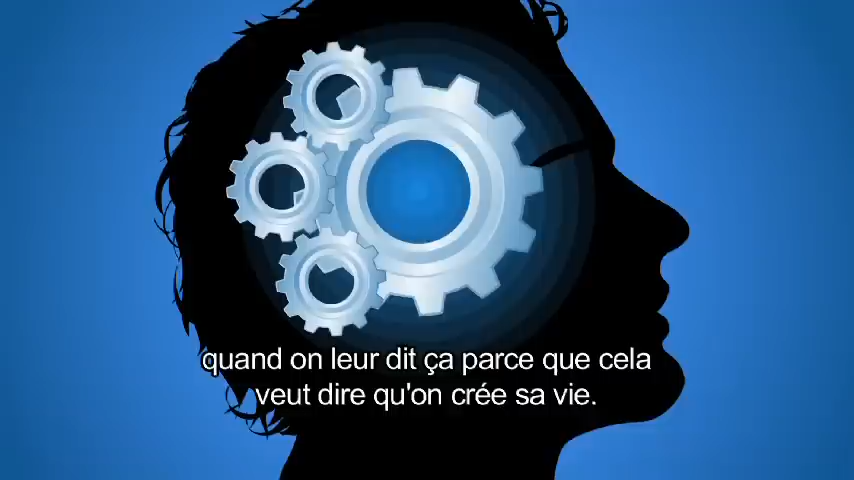 quand on leur dit ça parce que cela
veut dire qu'on crée sa vie.